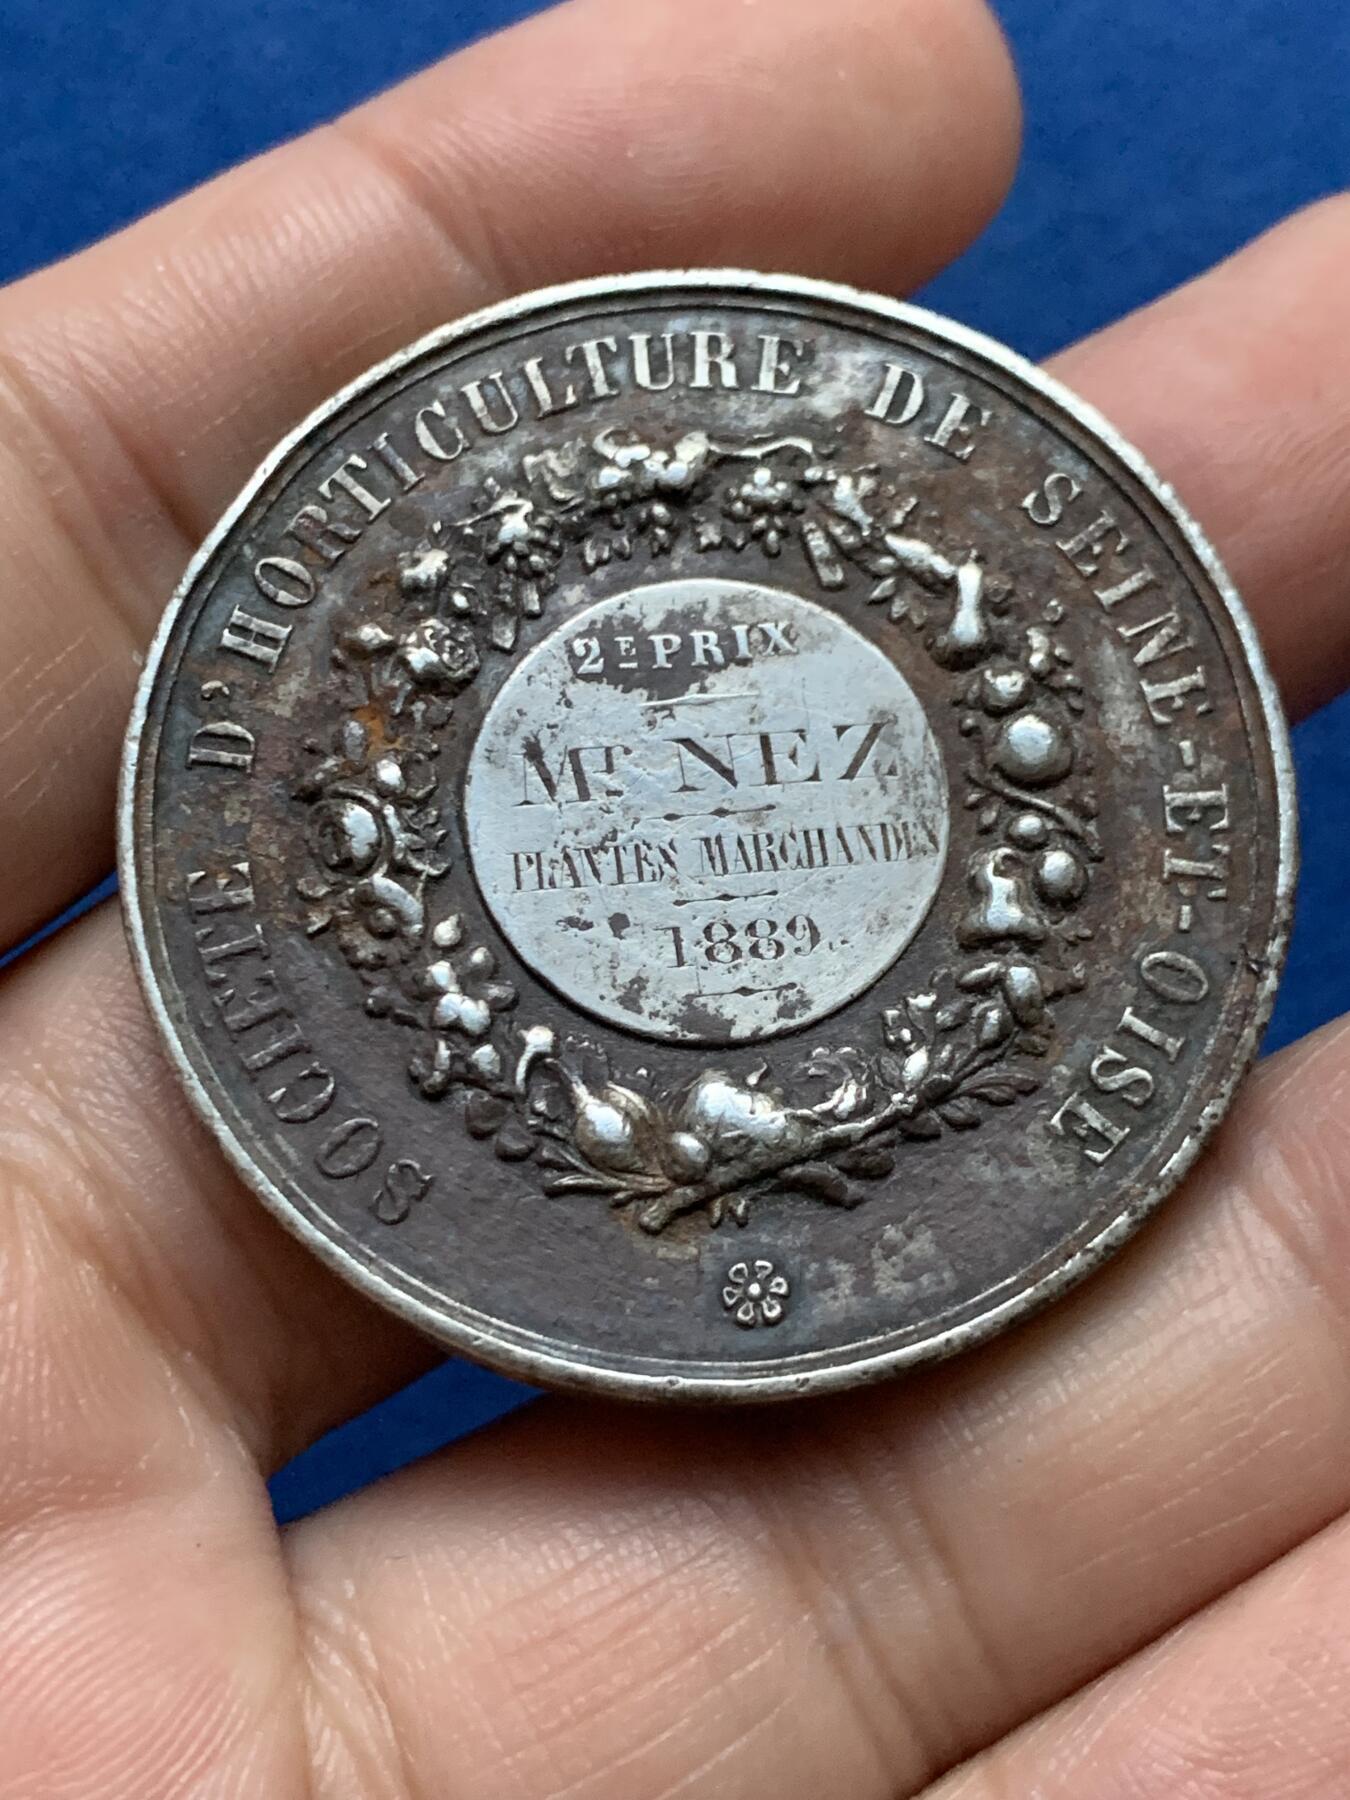 SOCIETE D'HORTICULTURE DE SEINE-ET-OISE
2E PRIX
MR NEZ
PLANTES MARCHANDES
1889